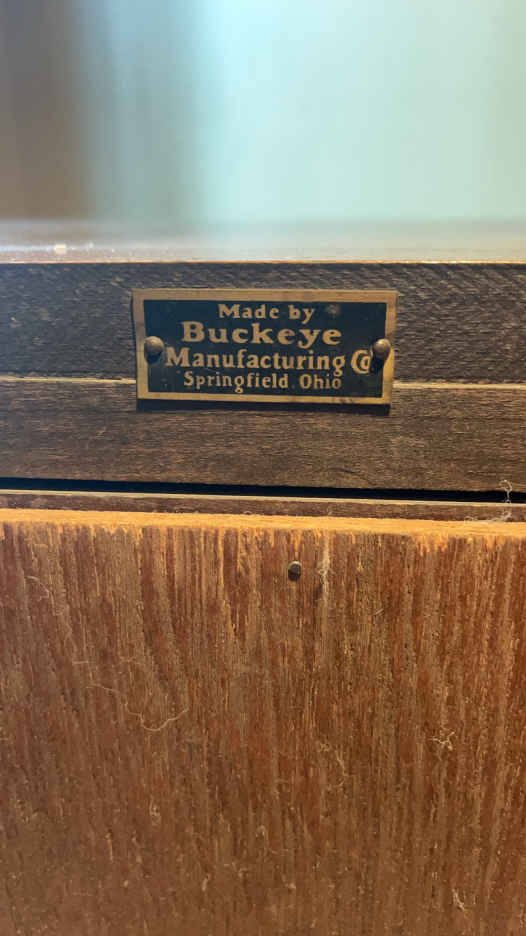 Made by
Buckeye
Manufacturing Co
Springfield, Ohio